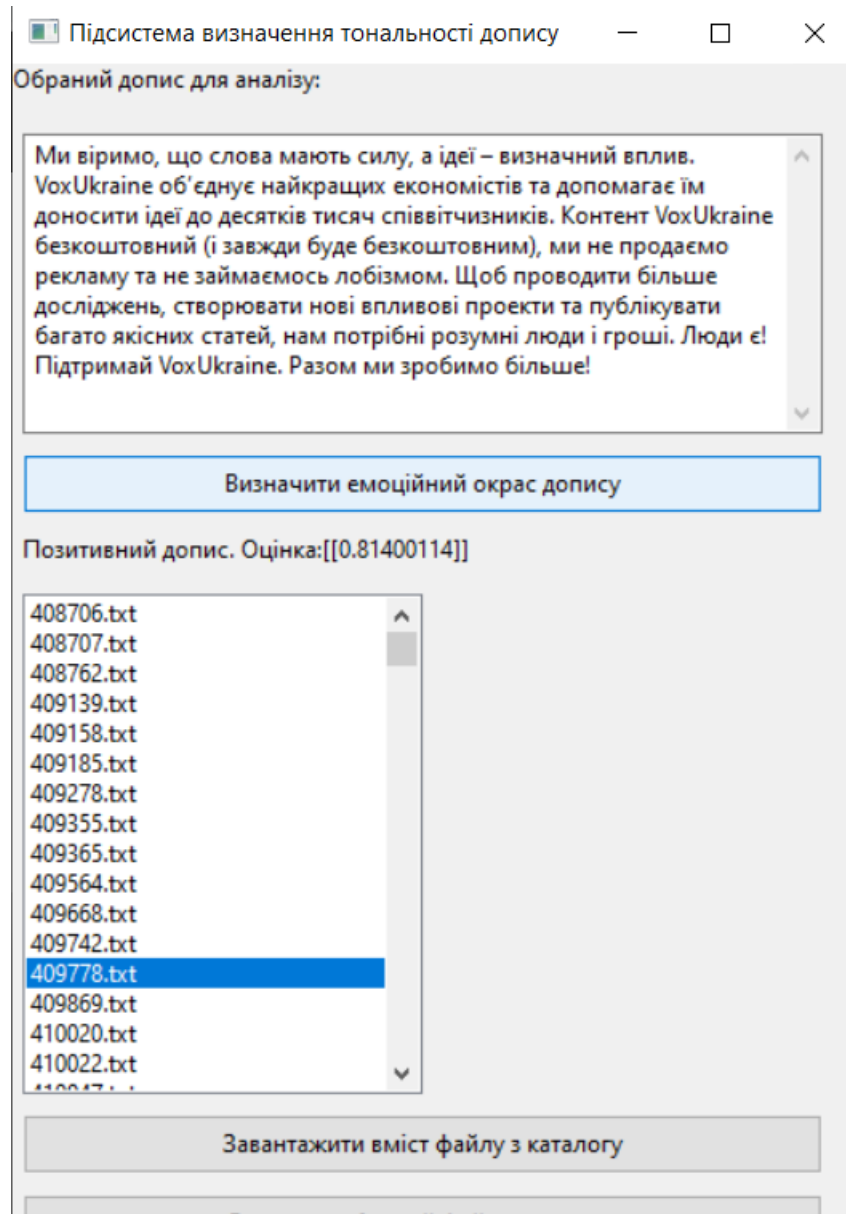 Підсистема визначення тональності допису
Обраний допис для аналізу:
Ми віримо, що слова мають силу, а ідеї – визначний вплив.
VoxUkraine об'єднує найкращих економістів та допомагає їм
доносити ідеї до десятків тисяч співвітчизників. Контент VoxUkraine
безкоштовний (і завжди буде безкоштовним), ми не продаємо
рекламу та не займаємось лобізмом. Щоб проводити більше
досліджень, створювати нові впливові проекти та публікувати
багато якісних статей, нам потрібні розумні люди і гроші. Люди є!
Підтримай VoxUkraine. Разом ми зробимо більше!
Визначити емоційний окрас допису
Позитивний допис. Оцінка:[[0.81400114]]
408706.txt
408707.txt
408762.txt
409139.txt
409158.txt
409185.txt
409278.txt
409355.txt
409365.txt
409564.txt
409668.txt
409742.txt
409778.txt
409869.txt
410020.txt
410022.txt
Завантажити вміст файлу з каталогу